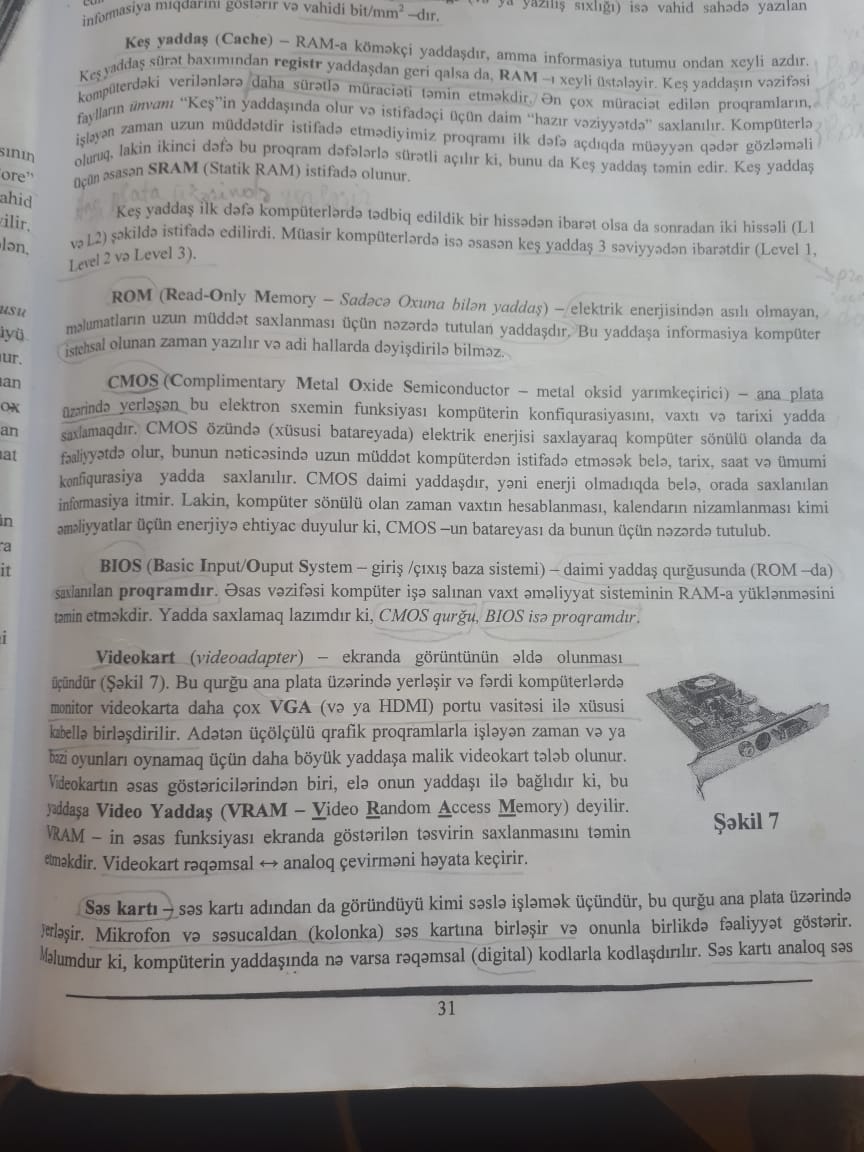 informasiya miqdarını göstərir və vahidi bit/mm² –dır.
ya yazılış sıxlığı) isə vahid sahədə yazılan
Keş yaddaş (Cache) – RAM-a köməkçi yaddaşdır, amma informasiya tutumu ondan xeyli azdır.
Keş yaddaş sürət baxımından registr yaddaşdan geri qalsa da, RAM –ı xeyli üstələyir. Keş yaddaşın vəzifəsi
kompüterdəki verilənlərə daha sürətlə müraciəti təmin etməkdir. Ən çox müraciət edilən proqramların,
faylların ünvanı “Keş”in yaddaşında olur və istifadəçi üçün daim “hazır vəziyyətdə” saxlanılır. Kompüterlə
işləyən zaman uzun müddətdir istifadə etmədiyimiz proqramı ilk dəfə açdıqda müəyyən qədər gözləməli
oluruq, lakin ikinci dəfə bu proqram dəfələrlə sürətli açılır ki, bunu da Keş yaddaş təmin edir. Keş yaddaş
üçün əsasən SRAM (Statik RAM) istifadə olunur.
plata üzərində
Keş yaddaş ilk dəfə kompüterlərdə tədbiq edildik bir hissədən ibarət olsa da sonradan iki hissəli (L1
və L2) şəkildə istifadə edilirdi. Müasir kompüterlərdə isə əsasən keş yaddaş 3 səviyyədən ibarətdir (Level 1,
Level 2 və Level 3).
ROM (Read-Only Memory – Sadəcə Oxuna bilən yaddaş) – elektrik enerjisindən asılı olmayan,
məlumatların uzun müddət saxlanması üçün nəzərdə tutulan yaddaşdır. Bu yaddaşa informasiya kompüter
istehsal olunan zaman yazılır və adi hallarda dəyişdirilə bilməz.
CMOS (Complimentary Metal Oxide Semiconductor – metal oksid yarımkeçirici) – ana plata
üzərində yerləşən bu elektron sxemin funksiyası kompüterin konfiqurasiyasını, vaxtı və tarixi yadda
saxlamaqdır. CMOS özündə (xüsusi batareyada) elektrik enerjisi saxlayaraq kompüter sönülü olanda da
fəaliyyətdə olur, bunun nəticəsində uzun müddət kompüterdən istifadə etməsək belə, tarix, saat və ümumi
konfiqurasiya yadda saxlanılır. CMOS daimi yaddaşdır, yəni enerji olmadıqda belə, orada saxlanılan
informasiya itmir. Lakin, kompüter sönülü olan zaman vaxtın hesablanması, kalendarın nizamlanması kimi
əməliyyatlar üçün enerjiyə ehtiyac duyulur ki, CMOS –un batareyası da bunun üçün nəzərdə tutulub.
BIOS (Basic Input/Ouput System – giriş /çıxış baza sistemi) – daimi yaddaş qurğusunda (ROM –da)
saxlanılan proqramdır. Əsas vəzifəsi kompüter işə salınan vaxt əməliyyat sisteminin RAM-a yüklənməsini
təmin etməkdir. Yadda saxlamaq lazımdır ki, CMOS qurğu, BIOS isə proqramdır.
Videokart (videoadapter) – ekranda görüntünün əldə olunması
üçündür (Şəkil 7). Bu qurğu ana plata üzərində yerləşir və fərdi kompüterlərdə
monitor videokarta daha çox VGA (və ya HDMI) portu vasitəsi ilə xüsusi
kabellə birləşdirilir. Adətən üçölçülü qrafik proqramlarla işləyən zaman və ya
bəzi oyunları oynamaq üçün daha böyük yaddaşa malik videokart tələb olunur.
Videokartın əsas göstəricilərindən biri, elə onun yaddaşı ilə bağlıdır ki, bu
yaddaşa Video Yaddaş (VRAM – Video Random Access Memory) deyilir.
VRAM – in əsas funksiyası ekranda göstərilən təsvirin saxlanmasını təmin
etməkdir. Videokart rəqəmsal ↔ analoq çevirməni həyata keçirir.
Şəkil 7
Səs kartı – səs kartı adından da göründüyü kimi səslə işləmək üçündür, bu qurğu ana plata üzərində
yerləşir. Mikrofon və səsucaldan (kolonka) səs kartına birləşir və onunla birlikdə fəaliyyət göstərir.
Məlumdur ki, kompüterin yaddaşında nə varsa rəqəmsal (digital) kodlarla kodlaşdırılır. Səs kartı analoq səs
31